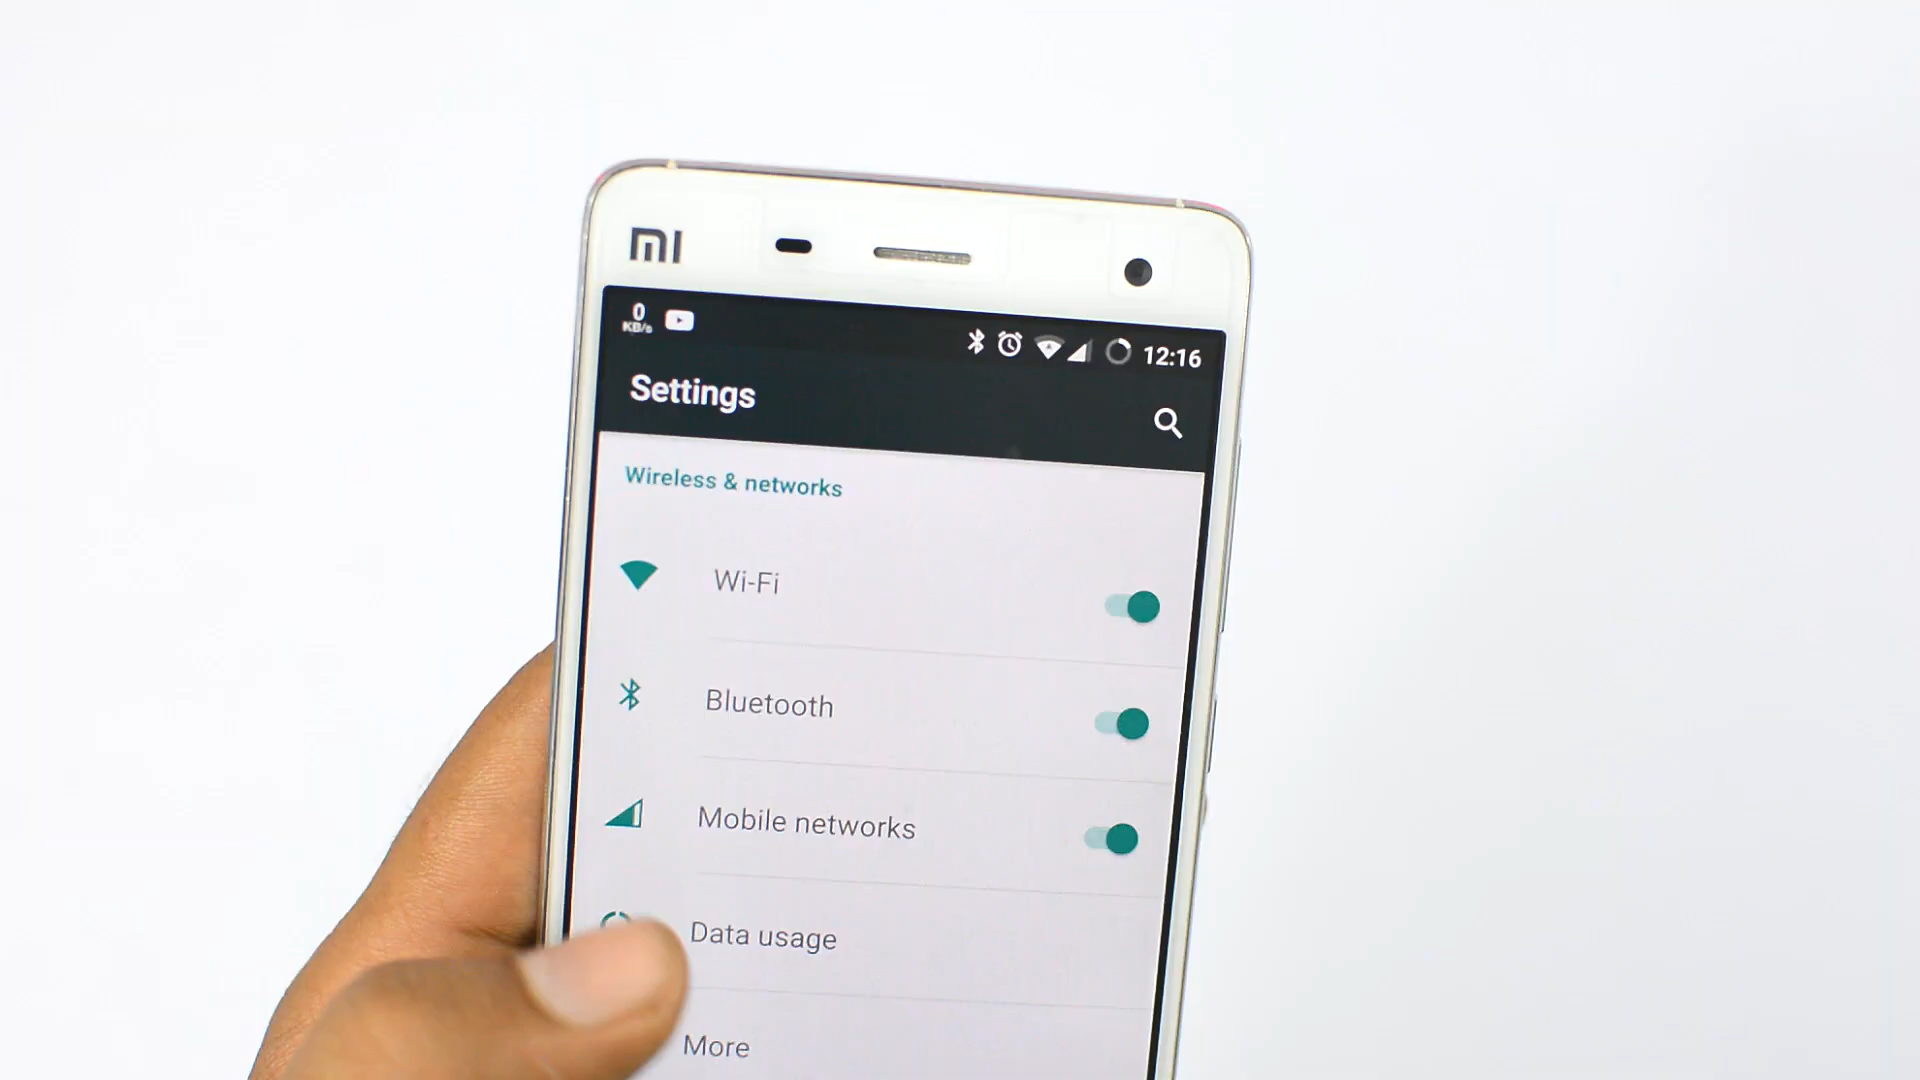 MI
0
KB/s
12:16
Settings
Wireless & networks
Wi-Fi
Bluetooth
Mobile networks
Data usage
More